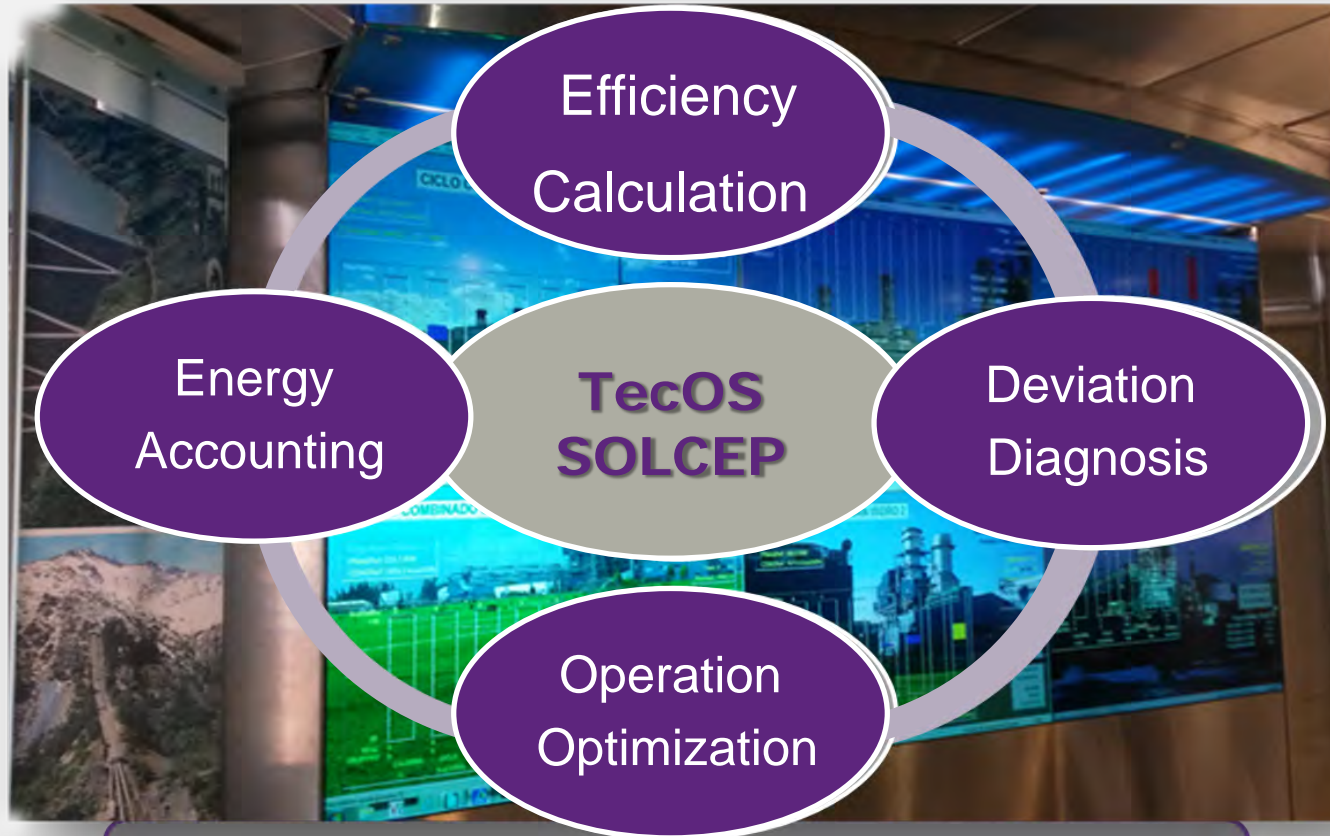 Efficiency
Calculation
Energy
Accounting
TecOS
SOLCEP
Deviation
Diagnosis
Operation
Optimization